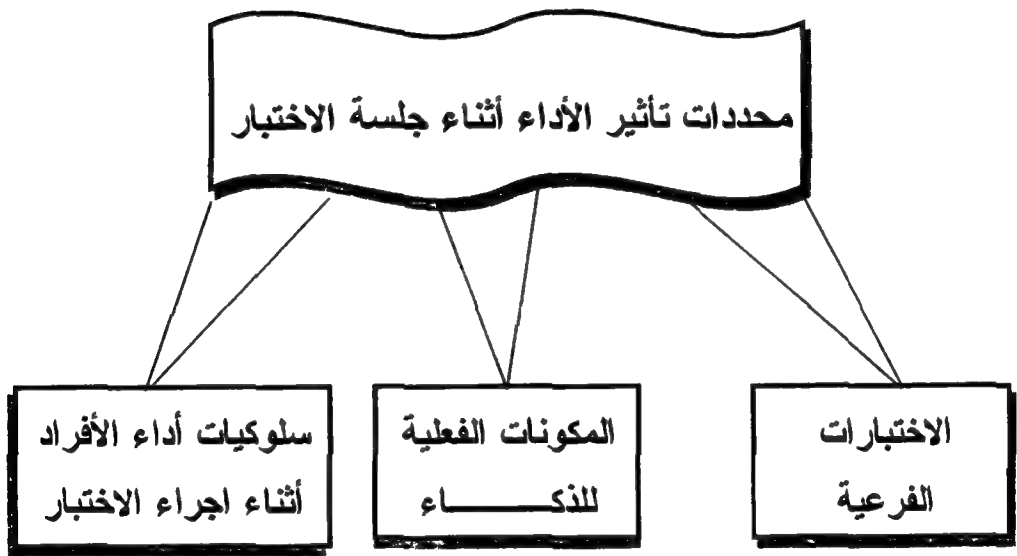 محددات تأثير الأداء أثناء جلسة الاختبار
الاختبارات
الفرعية
المكونات الفعلية
للذكـــــــاء
سلوكيات أداء الأفراد
أثناء اجراء الاختبار